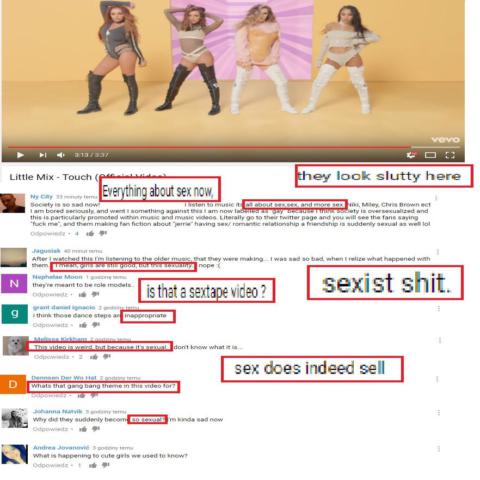 vevo
3:13 / 3:37
Little Mix - Touch (Official Video)
they look slutty here
Everything about sex now,
Ny City 33 minuty temu
Society is so sad now! I listen to music its all about sex,sex, and more sex Niki, Miley, Chris Brown ect
I am bored seriously, and went I something against this I am now labelled as "gay" because I think society is oversexualized and
this is particularly promoted within music and music videos. Literally go to their twitter page and you will see the fans saying
"fuck me", and them making fan fiction about "jerrie" having sex/ romantic relationship a friendship is suddenly sexual as well lol
Odpowiedz • 4
Jagusiak 40 minut temu
After I watched this I'm listening to the older music, that they were making... I was sad so bad, when I relize what happened with
them. I mean, girls are still good, but this sexuality, nope :(
N
Nephelae Moon 1 godzinę temu
they're meant to be role models..
Odpowiedz •
is that a sextape video ?
sexist shit.
g
grant daniel ignacio 2 godziny temu
i think those dance steps are inappropriate
Odpowiedz •
Melissa Kirkham 2 godziny temu
This video is weird, but because it's sexual, I don't know what it is...
Odpowiedz • 2
sex does indeed sell
D
Dennsen Der Wo Hat 2 godziny temu
Whats that gang bang theme in this video for?
Odpowiedz •
Johanna Natvik 3 godziny temu
Why did they suddenly become so sexual? I'm kinda sad now
Odpowiedz •
Andrea Jovanović 3 godziny temu
What is happening to cute girls we used to know?
Odpowiedz •